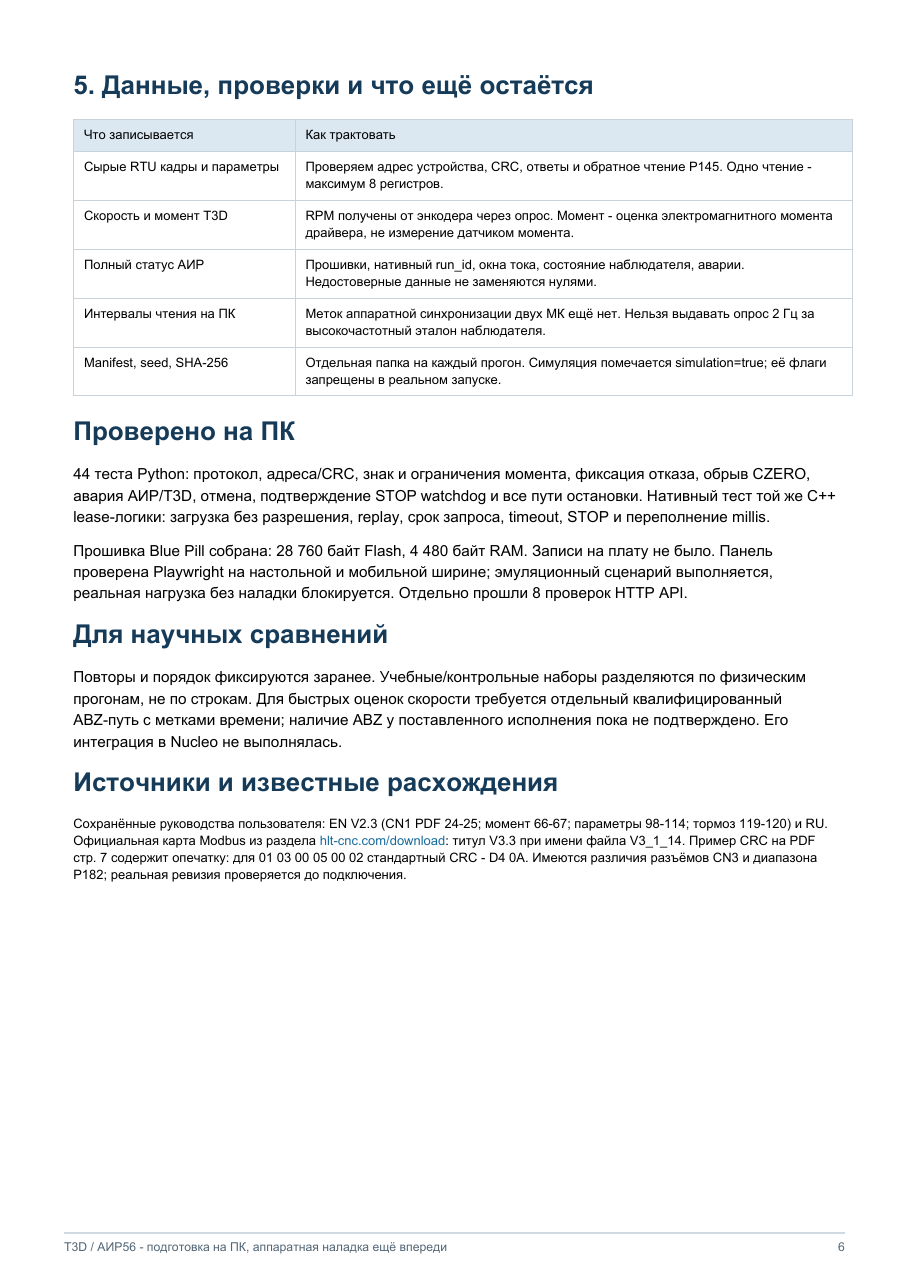 5. Данные, проверки и что ещё остаётся
Что записывается
Как трактовать
Сырые RTU кадры и параметры
Проверяем адрес устройства, CRC, ответы и обратное чтение P145. Одно чтение -
максимум 8 регистров.
Скорость и момент T3D
RPM получены от энкодера через опрос. Момент - оценка электромагнитного момента
драйвера, не измерение датчиком момента.
Полный статус АИР
Прошивки, нативный run_id, окна тока, состояние наблюдателя, аварии.
Недостоверные данные не заменяются нулями.
Интервалы чтения на ПК
Меток аппаратной синхронизации двух МК ещё нет. Нельзя выдавать опрос 2 Гц за
высокочастотный эталон наблюдателя.
Manifest, seed, SHA-256
Отдельная папка на каждый прогон. Симуляция помечается simulation=true; её флаги
запрещены в реальном запуске.
Проверено на ПК
44 теста Python: протокол, адреса/CRC, знак и ограничения момента, фиксация отказа, обрыв CZERO,
авария АИР/T3D, отмена, подтверждение STOP watchdog и все пути остановки. Нативный тест той же C++
lease-логики: загрузка без разрешения, replay, срок запроса, timeout, STOP и переполнение millis.
Прошивка Blue Pill собрана: 28 760 байт Flash, 4 480 байт RAM. Записи на плату не было. Панель
проверена Playwright на настольной и мобильной ширине; эмуляционный сценарий выполняется,
реальная нагрузка без наладки блокируется. Отдельно прошли 8 проверок HTTP API.
Для научных сравнений
Повторы и порядок фиксируются заранее. Учебные/контрольные наборы разделяются по физическим
прогонам, не по строкам. Для быстрых оценок скорости требуется отдельный квалифицированный
ABZ-путь с метками времени; наличие ABZ у поставленного исполнения пока не подтверждено. Его
интеграция в Nucleo не выполнялась.
Источники и известные расхождения
Сохранённые руководства пользователя: EN V2.3 (CN1 PDF 24-25; момент 66-67; параметры 98-114; тормоз 119-120) и RU.
Официальная карта Modbus из раздела hlt-cnc.com/download: титул V3.3 при имени файла V3_1_14. Пример CRC на PDF
стр. 7 содержит опечатку: для 01 03 00 05 00 02 стандартный CRC - D4 0A. Имеются различия разъёмов CN3 и диапазона
P182; реальная ревизия проверяется до подключения.
T3D / АИР56 - подготовка на ПК, аппаратная наладка ещё впереди
6